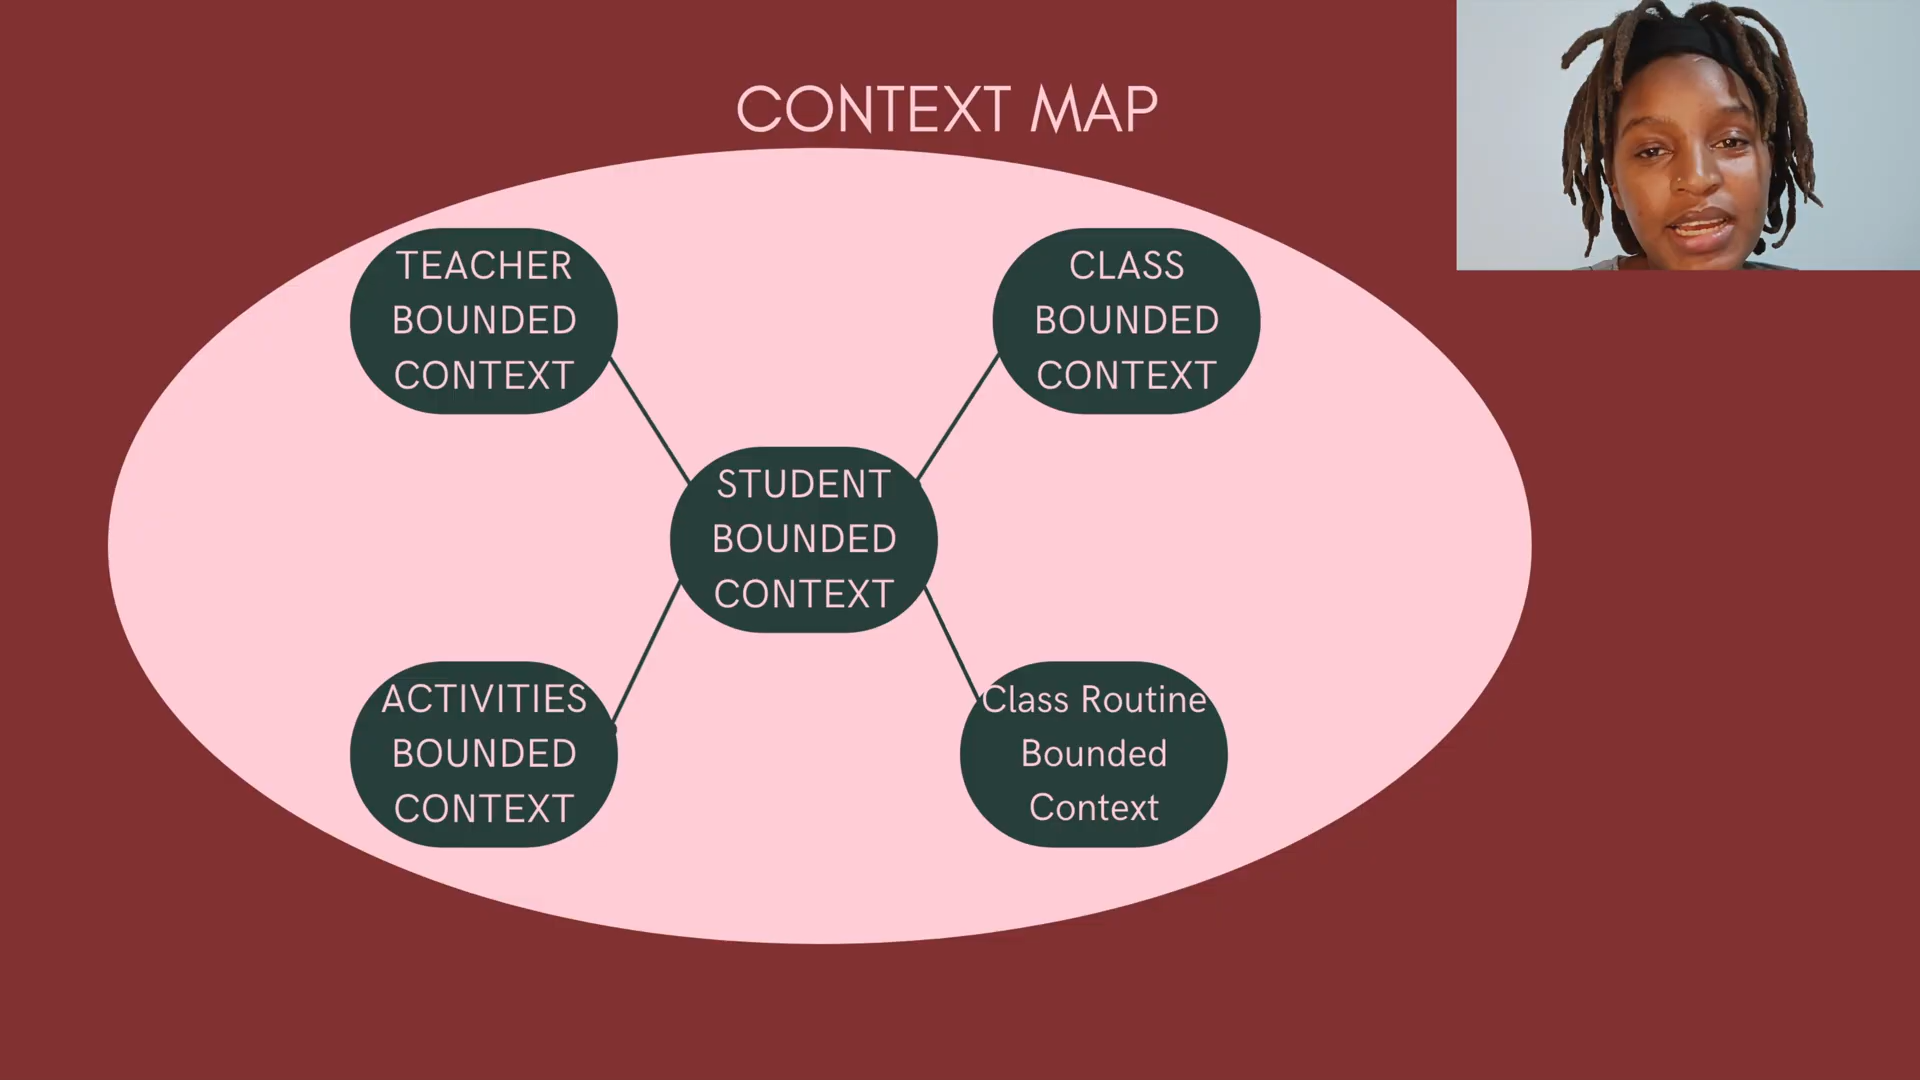 CONTEXT MAP
TEACHER
BOUNDED
CONTEXT
CLASS
BOUNDED
CONTEXT
STUDENT
BOUNDED
CONTEXT
ACTIVITIES
BOUNDED
CONTEXT
Class Routine
Bounded
Context